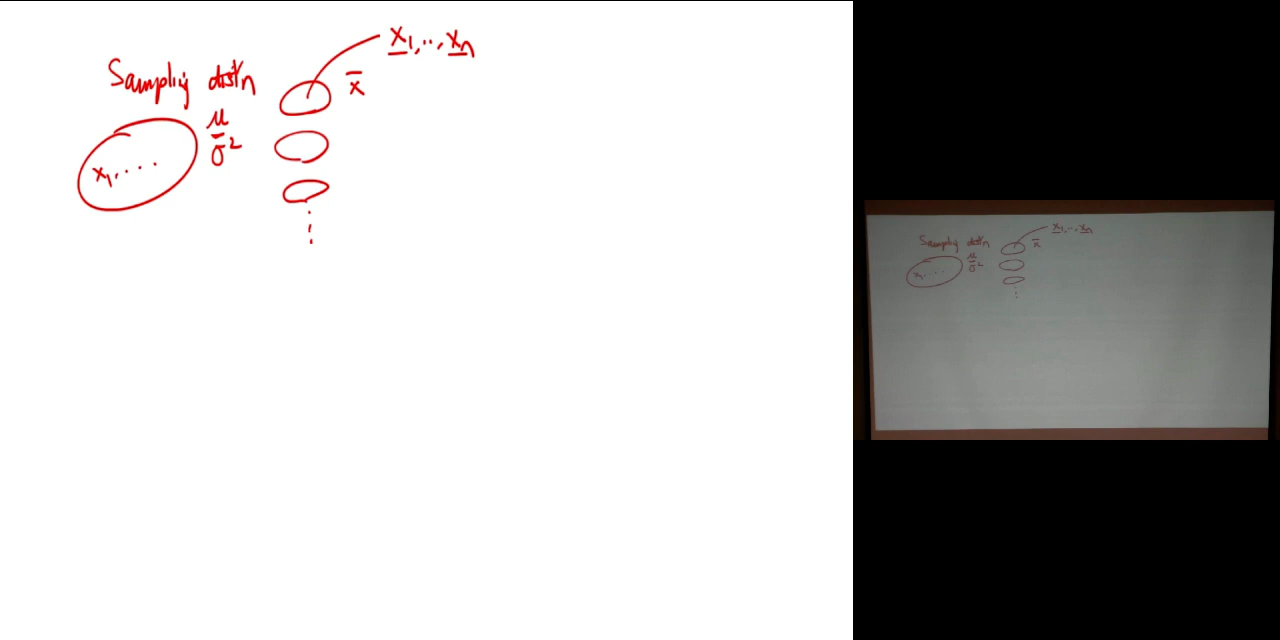 x1,..,xn
Sampling dist'n
x̄
μ
σ²
x1, ....